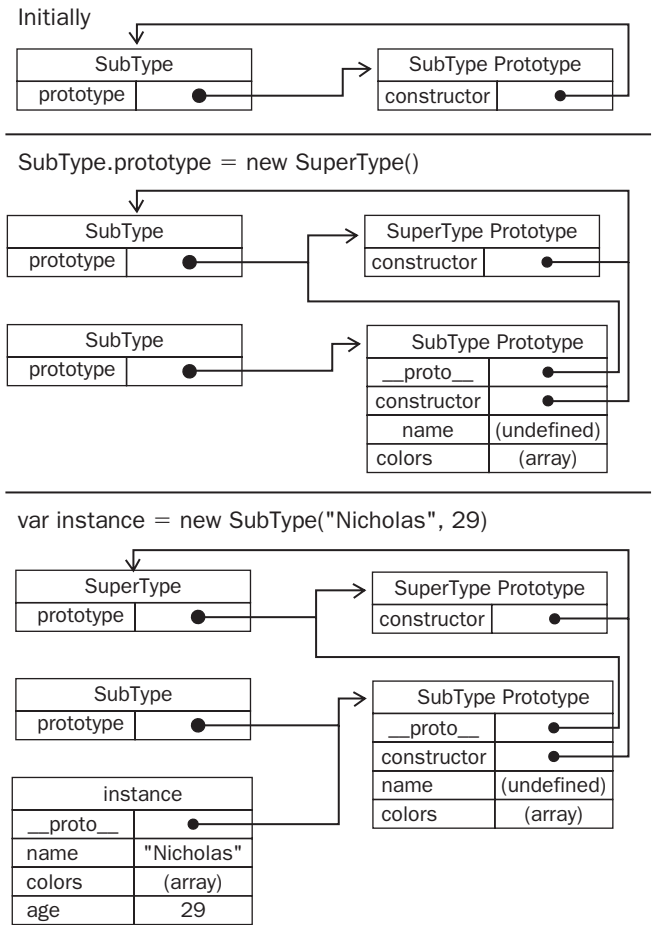 Initially
SubType
prototype
SubType Prototype
constructor
SubType.prototype = new SuperType()
SubType
prototype
SuperType Prototype
constructor
SubType
prototype
SubType Prototype
__proto__
constructor
name (undefined)
colors (array)
var instance = new SubType("Nicholas", 29)
SuperType
prototype
SuperType Prototype
constructor
SubType
prototype
SubType Prototype
__proto__
constructor
name (undefined)
colors (array)
instance
__proto__
name "Nicholas"
colors (array)
age 29